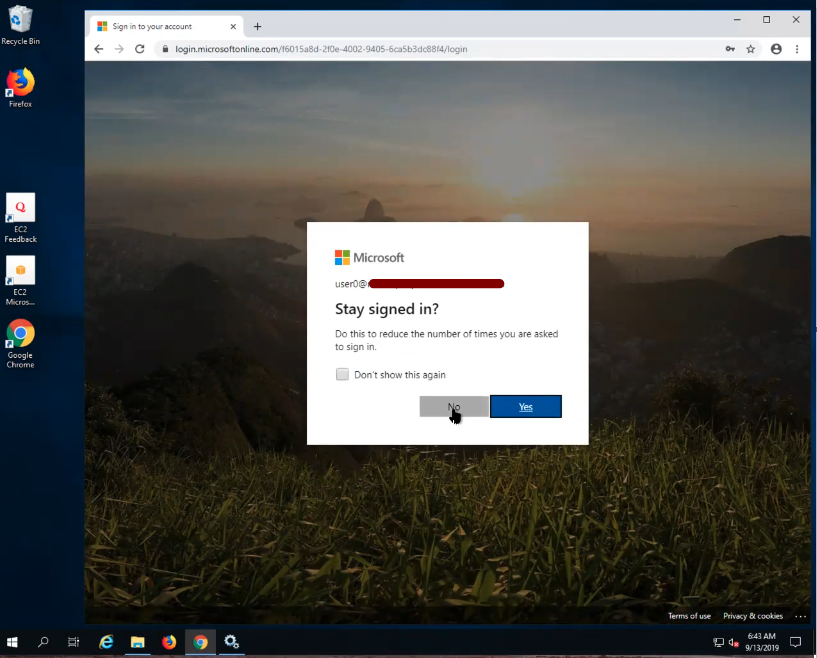 Recycle Bin
Firefox
EC2
Feedback
EC2
Micros...
Google
Chrome
Sign in to your account
login.microsoftonline.com/f6015a8d-2f0e-4002-9405-6ca5b3dc88f4/login
Microsoft
user0@
Stay signed in?
Do this to reduce the number of times you are asked
to sign in.
Don't show this again
No
Yes
Terms of use
Privacy & cookies
...
6:43 AM
9/13/2019